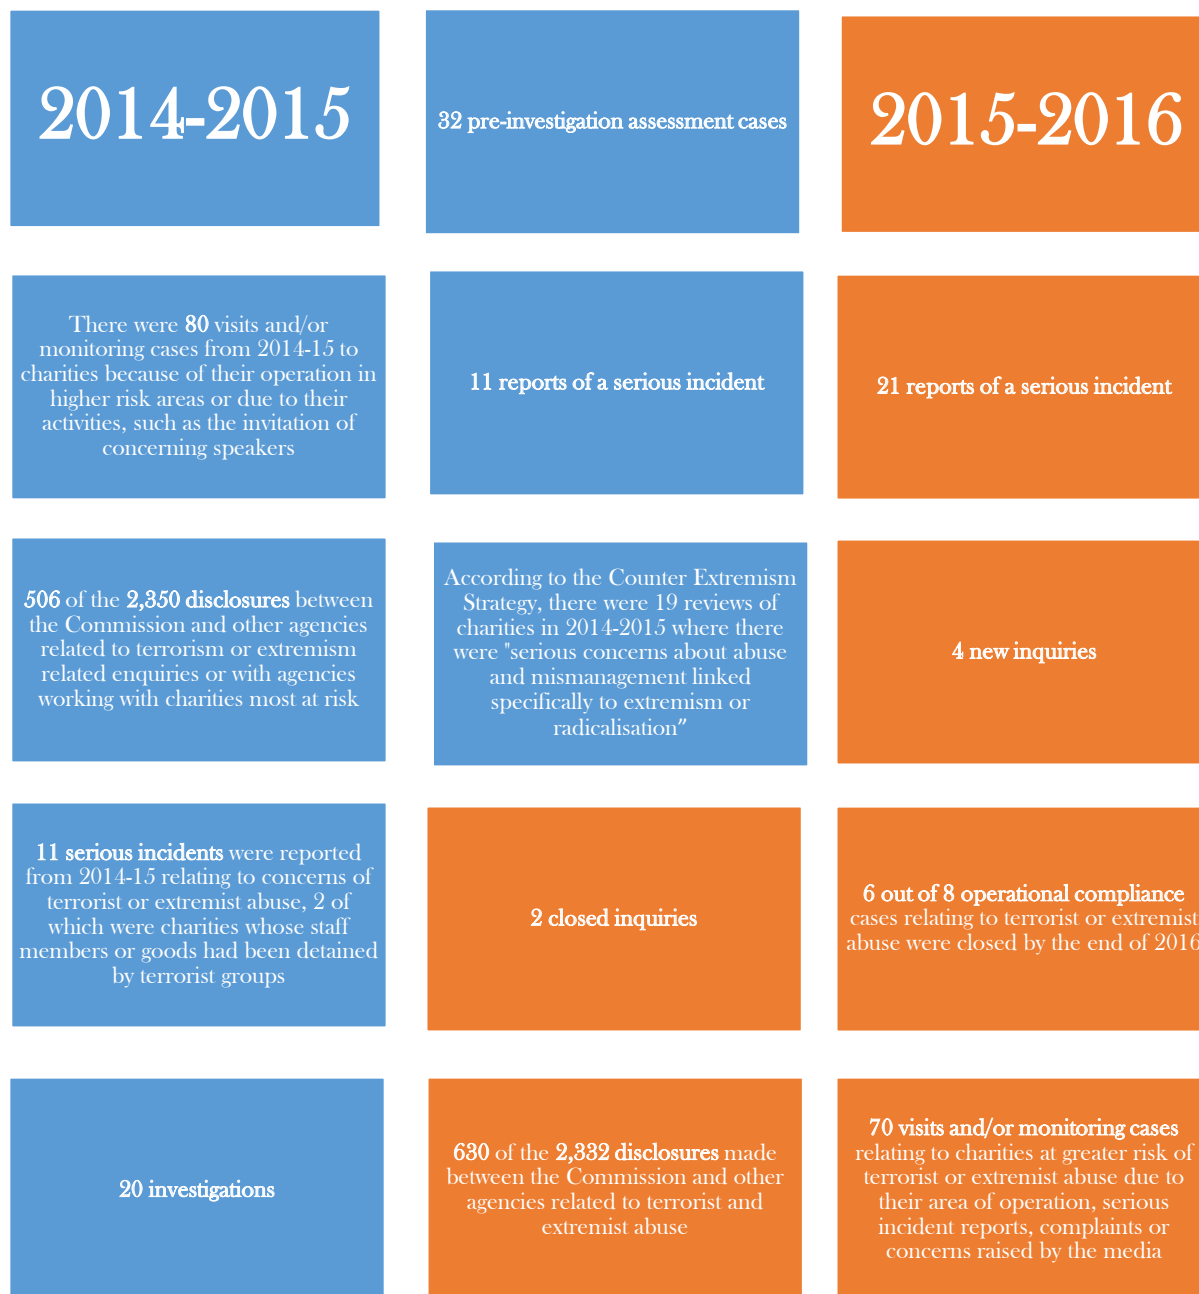 2014-2015
32 pre-investigation assessment cases
2015-2016
There were 80 visits and/or
monitoring cases from 2014-15 to
charities because of their operation in
higher risk areas or due to their
activities, such as the invitation of
concerning speakers
11 reports of a serious incident
21 reports of a serious incident
506 of the 2,350 disclosures between
the Commission and other agencies
related to terrorism or extremism
related enquiries or with agencies
working with charities most at risk
According to the Counter Extremism
Strategy, there were 19 reviews of
charities in 2014-2015 where there
were "serious concerns about abuse
and mismanagement linked
specifically to extremism or
radicalisation”
4 new inquiries
11 serious incidents were reported
from 2014-15 relating to concerns of
terrorist or extremist abuse, 2 of
which were charities whose staff
members or goods had been detained
by terrorist groups
2 closed inquiries
6 out of 8 operational compliance
cases relating to terrorist or extremist
abuse were closed by the end of 2016
20 investigations
630 of the 2,332 disclosures made
between the Commission and other
agencies related to terrorist and
extremist abuse
70 visits and/or monitoring cases
relating to charities at greater risk of
terrorist or extremist abuse due to
their area of operation, serious
incident reports, complaints or
concerns raised by the media